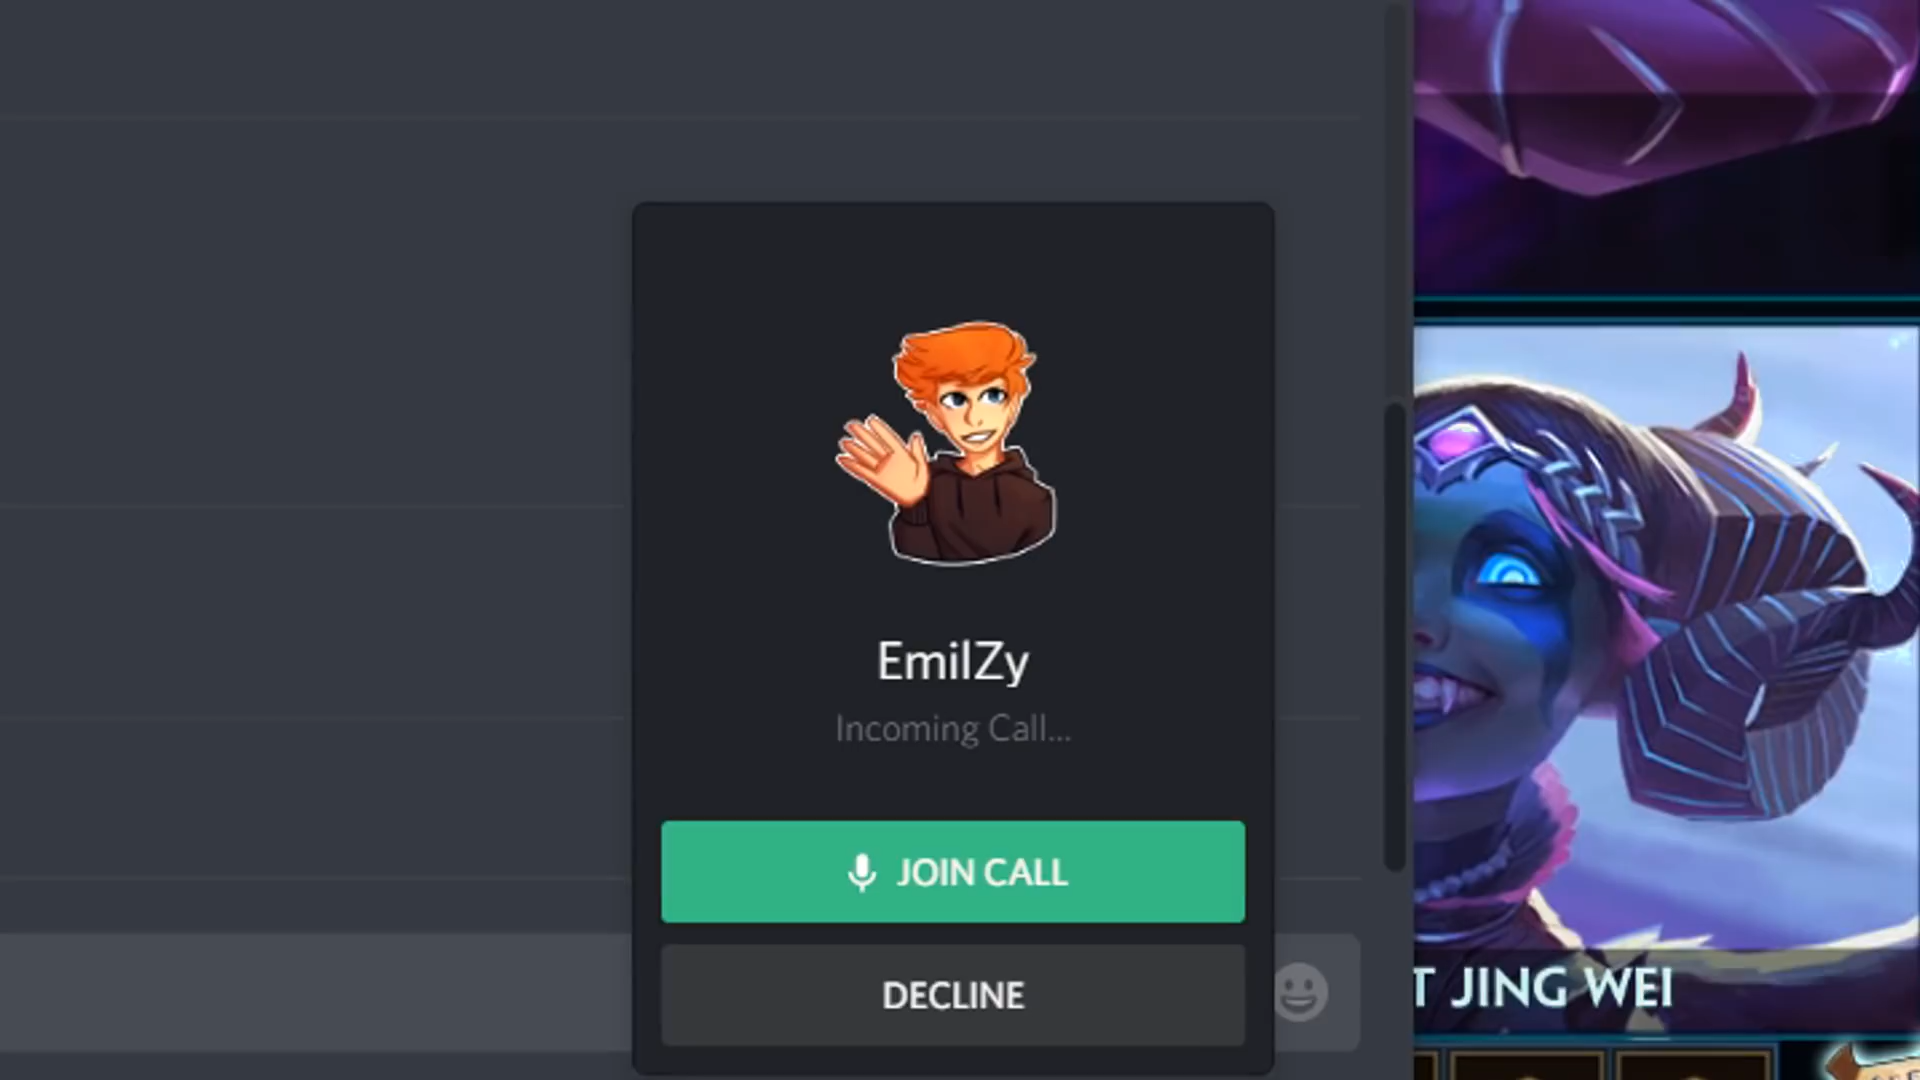 EmilZy
Incoming Call...
JOIN CALL
DECLINE
T JING WEI